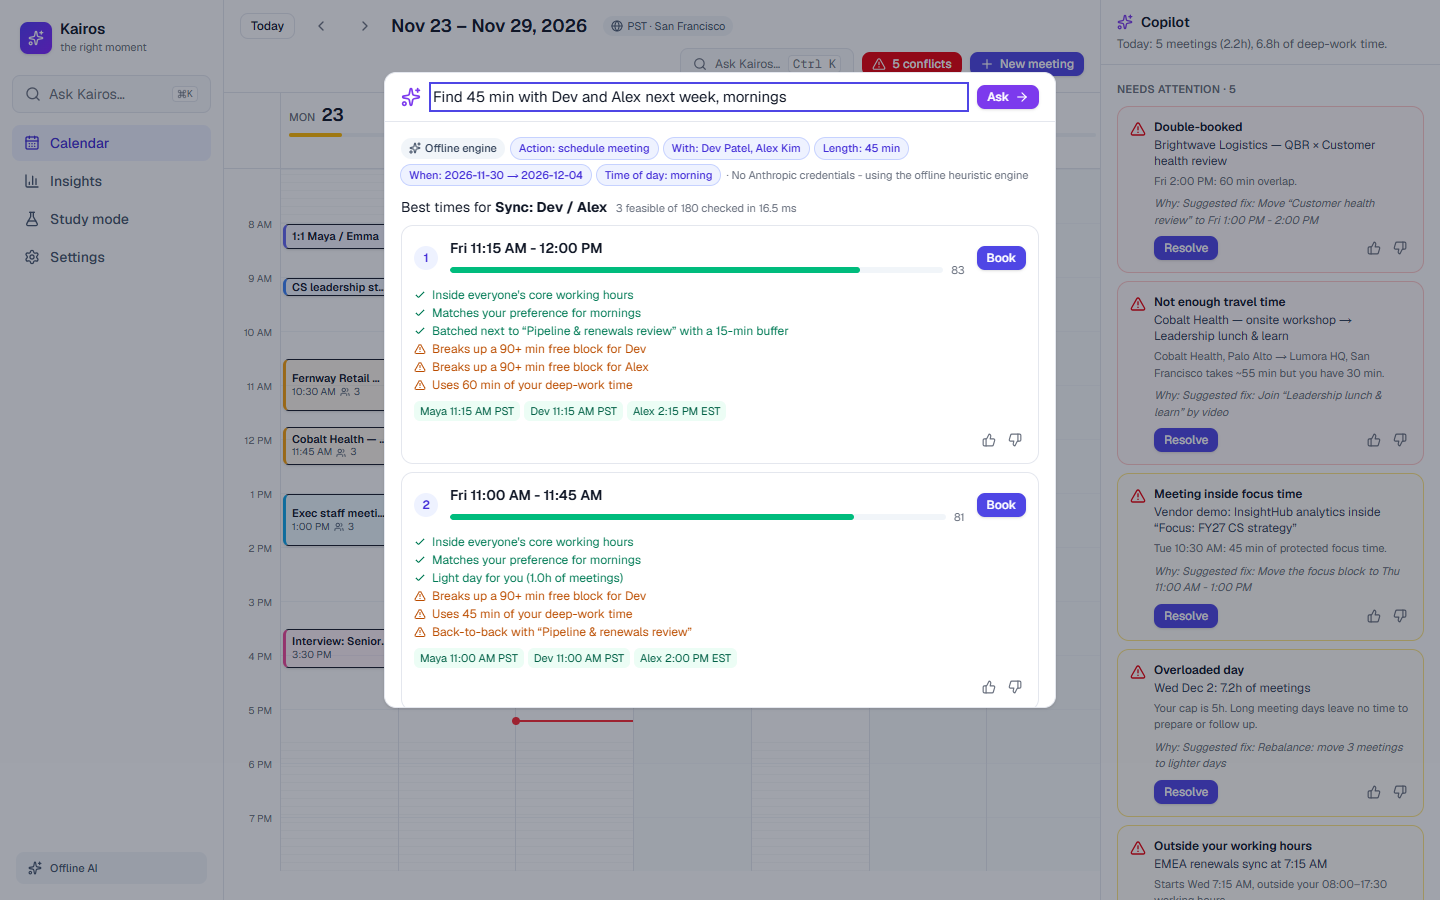 Kairos
the right moment
Ask Kairos...
⌘K
Calendar
Insights
Study mode
Settings
Offline AI
Today
Nov 23 – Nov 29, 2026
PST · San Francisco
Ask Kairos...
Ctrl K
5 conflicts
New meeting
MON 23
8 AM
9 AM
10 AM
11 AM
12 PM
1 PM
2 PM
3 PM
4 PM
5 PM
6 PM
7 PM
1:1 Maya / Emma
CS leadership st...
Fernway Retail ...
10:30 AM 3
Cobalt Health — ...
11:45 AM 3
Exec staff meeti...
1:00 PM 3
Interview: Senior...
3:30 PM
Find 45 min with Dev and Alex next week, mornings
Ask →
Offline engine
Action: schedule meeting
With: Dev Patel, Alex Kim
Length: 45 min
When: 2026-11-30 → 2026-12-04
Time of day: morning
· No Anthropic credentials - using the offline heuristic engine
Best times for Sync: Dev / Alex 3 feasible of 180 checked in 16.5 ms
1
Fri 11:15 AM - 12:00 PM
83
Book
Inside everyone's core working hours
Matches your preference for mornings
Batched next to “Pipeline & renewals review” with a 15-min buffer
Breaks up a 90+ min free block for Dev
Breaks up a 90+ min free block for Alex
Uses 60 min of your deep-work time
Maya 11:15 AM PST
Dev 11:15 AM PST
Alex 2:15 PM EST
2
Fri 11:00 AM - 11:45 AM
81
Book
Inside everyone's core working hours
Matches your preference for mornings
Light day for you (1.0h of meetings)
Breaks up a 90+ min free block for Dev
Uses 45 min of your deep-work time
Back-to-back with “Pipeline & renewals review”
Maya 11:00 AM PST
Dev 11:00 AM PST
Alex 2:00 PM EST
Copilot
Today: 5 meetings (2.2h), 6.8h of deep-work time.
NEEDS ATTENTION · 5
Double-booked
Brightwave Logistics — QBR × Customer
health review
Fri 2:00 PM: 60 min overlap.
Why: Suggested fix: Move “Customer health
review” to Fri 1:00 PM - 2:00 PM
Resolve
Not enough travel time
Cobalt Health — onsite workshop →
Leadership lunch & learn
Cobalt Health, Palo Alto → Lumora HQ, San
Francisco takes ~55 min but you have 30 min.
Why: Suggested fix: Join “Leadership lunch &
learn” by video
Resolve
Meeting inside focus time
Vendor demo: InsightHub analytics inside
“Focus: FY27 CS strategy”
Tue 10:30 AM: 45 min of protected focus time.
Why: Suggested fix: Move the focus block to Thu
11:00 AM - 1:00 PM
Resolve
Overloaded day
Wed Dec 2: 7.2h of meetings
Your cap is 5h. Long meeting days leave no time to
prepare or follow up.
Why: Suggested fix: Rebalance: move 3 meetings
to lighter days
Resolve
Outside your working hours
EMEA renewals sync at 7:15 AM
Starts Wed 7:15 AM, outside your 08:00–17:30
working hours.